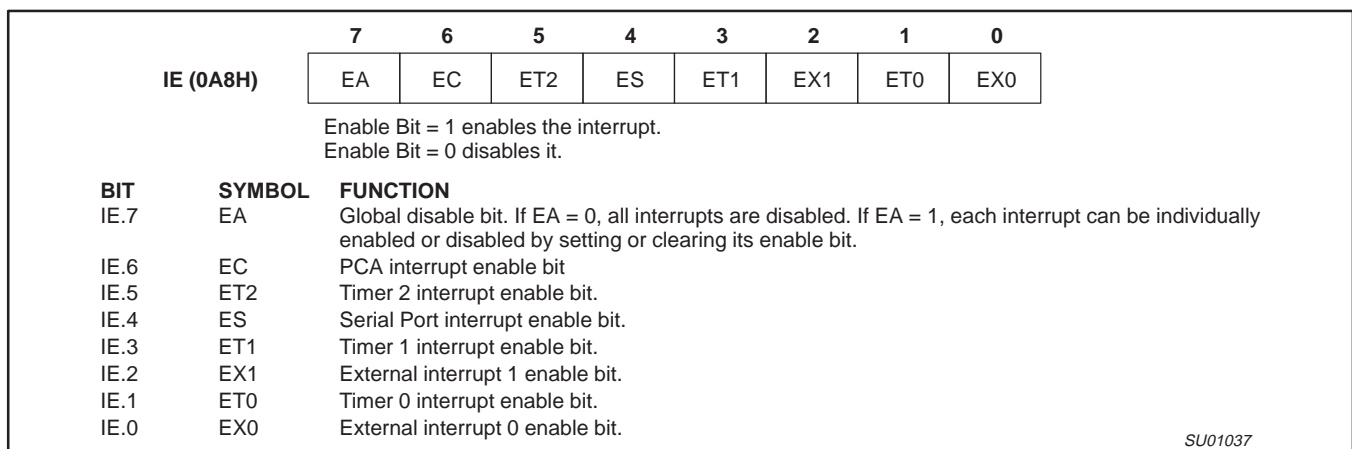 7 6 5 4 3 2 1 0
IE (0A8H) EA EC ET2 ES ET1 EX1 ET0 EX0
Enable Bit = 1 enables the interrupt.
Enable Bit = 0 disables it.
BIT SYMBOL FUNCTION
IE.7 EA Global disable bit. If EA = 0, all interrupts are disabled. If EA = 1, each interrupt can be individually
enabled or disabled by setting or clearing its enable bit.
IE.6 EC PCA interrupt enable bit
IE.5 ET2 Timer 2 interrupt enable bit.
IE.4 ES Serial Port interrupt enable bit.
IE.3 ET1 Timer 1 interrupt enable bit.
IE.2 EX1 External interrupt 1 enable bit.
IE.1 ET0 Timer 0 interrupt enable bit.
IE.0 EX0 External interrupt 0 enable bit.
SU01037